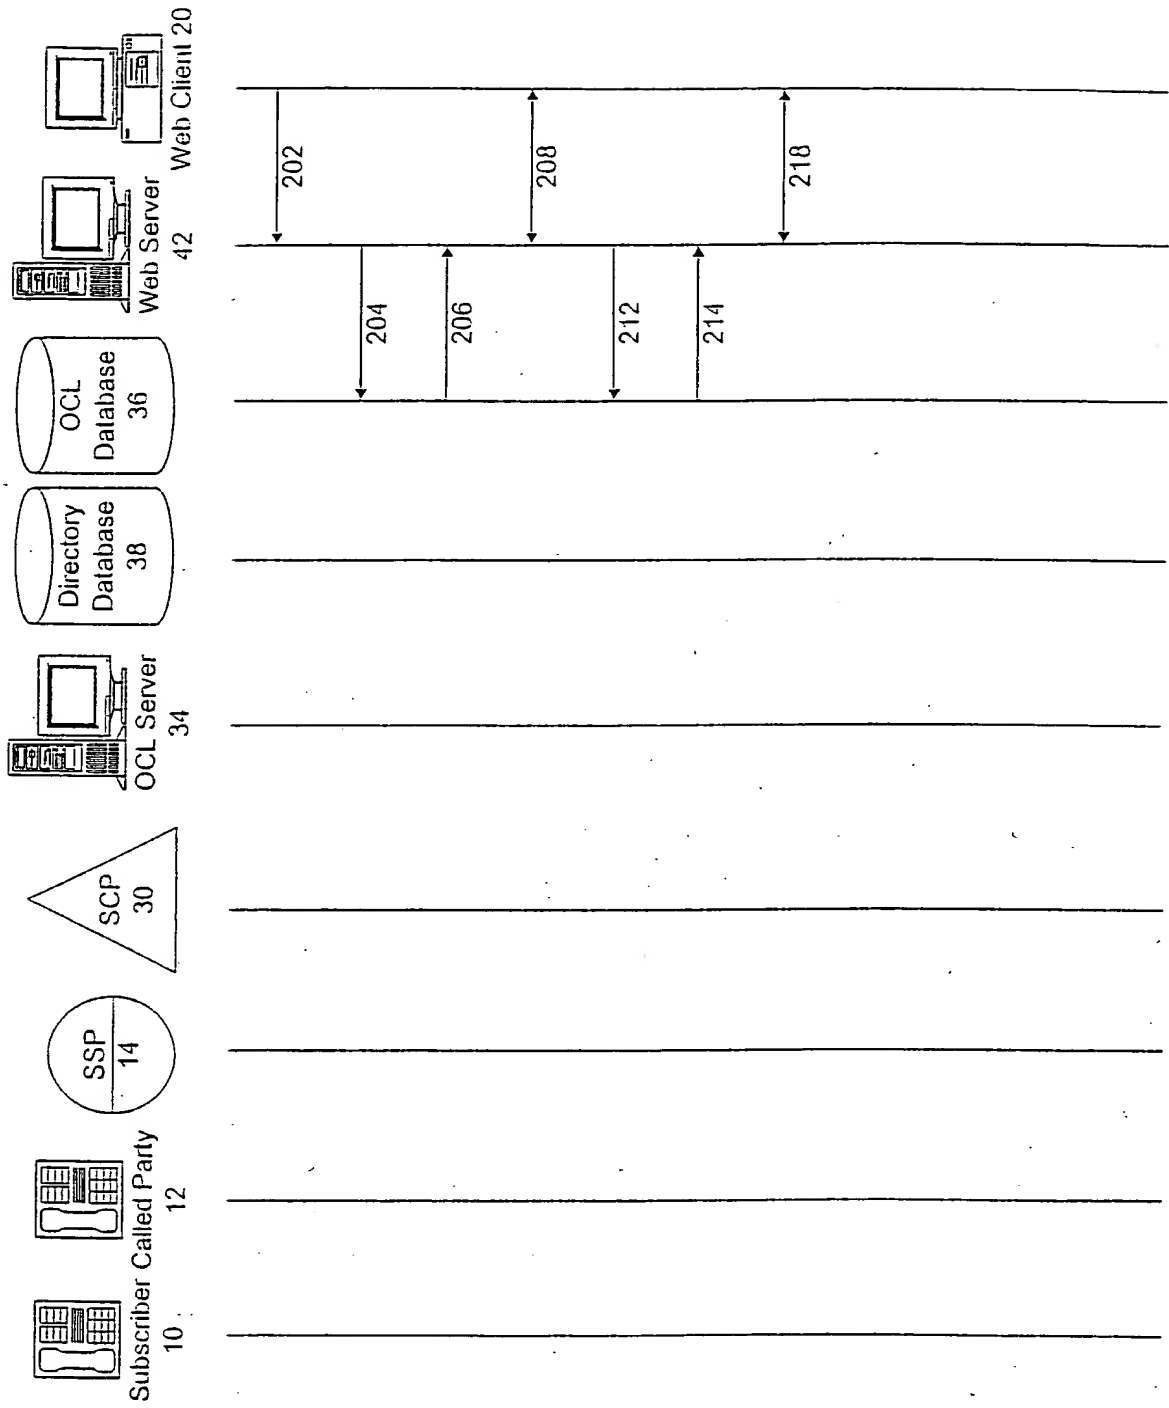 Subscriber
10
Called Party
12
SSP
14
SCP
30
OCL Server
34
Directory
Database
38
OCL
Database
36
Web Server
42
Web Client 20
202
204
206
208
212
214
218